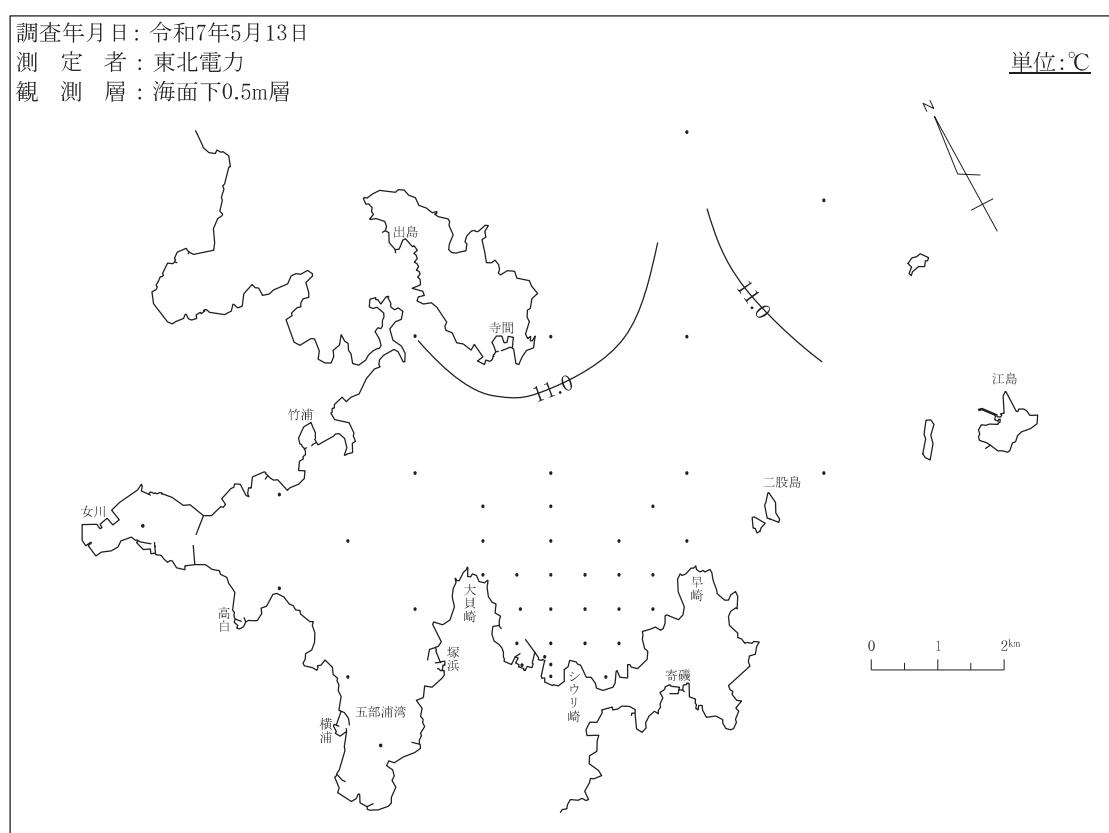 調査年月日：令和7年5月13日
測　定　者：東北電力
観　測　層：海面下0.5m層
単位:℃
N
出島
寺間
11.0
11.0
江島
竹浦
二股島
女川
大貝崎
早崎
高白
塚浜
0 1 2km
シウリ崎
寄磯
五部浦湾
横浦